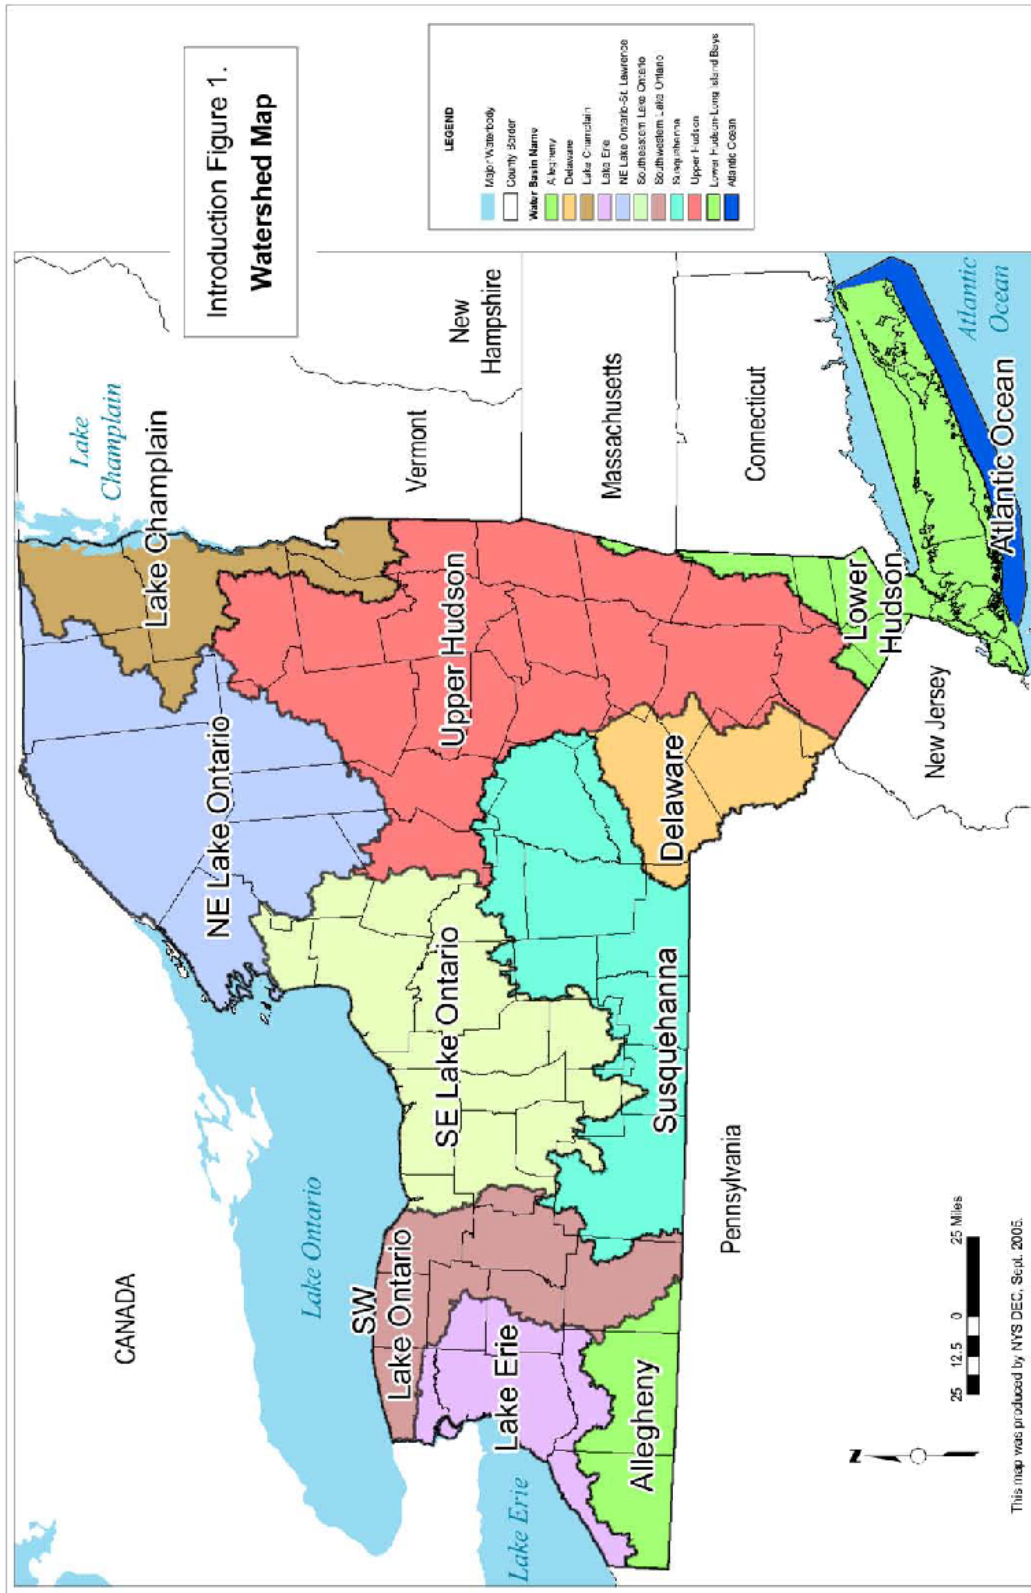 Introduction Figure 1.
Watershed Map
LEGEND
Major Waterbody
County Border
Water Basin Name
Allegheny
Delaware
Lake Champlain
Lake Erie
NE Lake Ontario-St. Lawrence
Southeastern Lake Ontario
Southwestern Lake Ontario
Susquehanna
Upper Hudson
Lower Hudson-Long Island Bays
Atlantic Ocean
CANADA
Lake Ontario
Lake Erie
Lake
Champlain
Lake Champlain
NE Lake Ontario
SW
Lake Ontario
SE Lake Ontario
Lake Erie
Allegheny
Susquehanna
Delaware
Upper Hudson
Lower
Hudson
Vermont
New
Hampshire
Massachusetts
Connecticut
New Jersey
Pennsylvania
Atlantic
Ocean
Atlantic Ocean
N
25 12.5 0 25 Miles
This map was produced by NYS DEC, Sept. 2005.